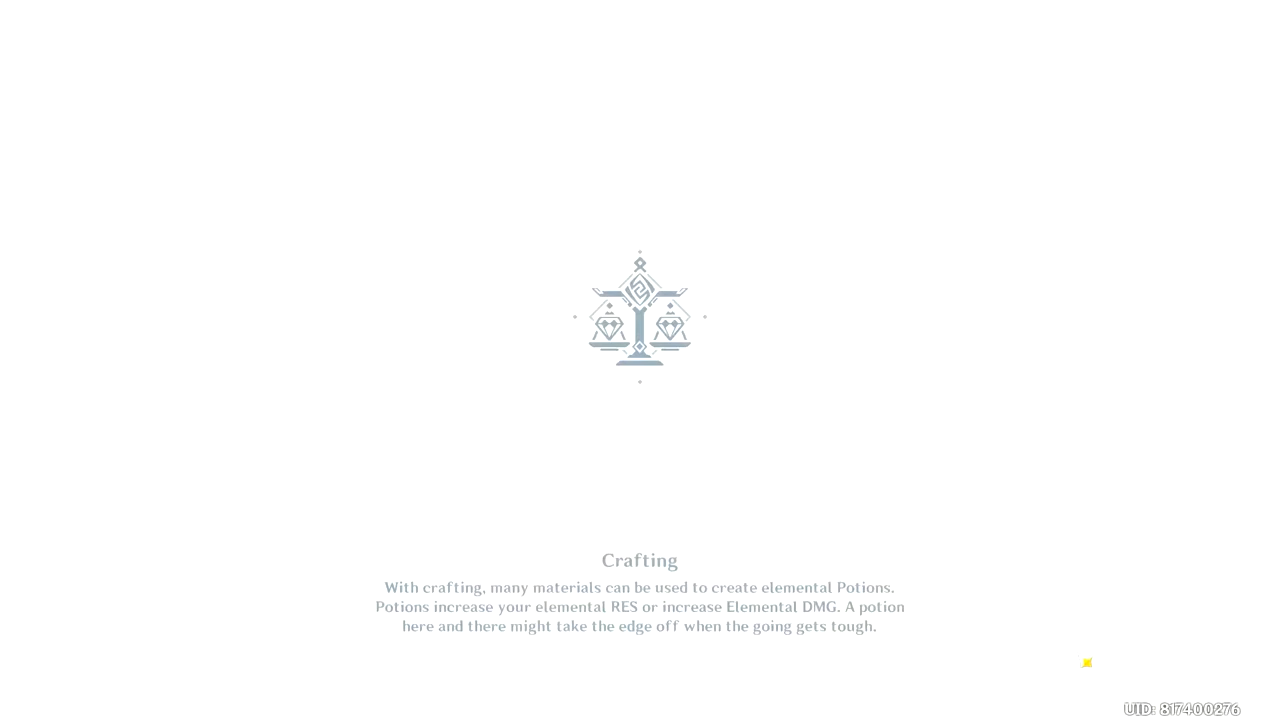 Crafting
With crafting, many materials can be used to create elemental Potions.
Potions increase your elemental RES or increase Elemental DMG. A potion
here and there might take the edge off when the going gets tough.
UID: 817400276